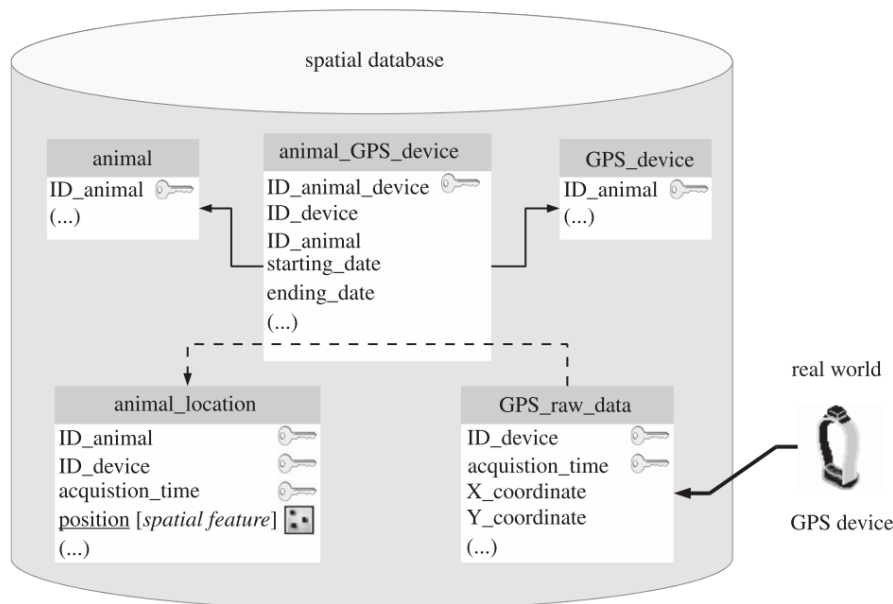 spatial database
animal
ID_animal
(...)
animal_GPS_device
ID_animal_device
ID_device
ID_animal
starting_date
ending_date
(...)
GPS_device
ID_animal
(...)
animal_location
ID_animal
ID_device
acquistion_time
position [spatial feature]
(...)
GPS_raw_data
ID_device
acquistion_time
X_coordinate
Y_coordinate
(...)
real world
GPS device